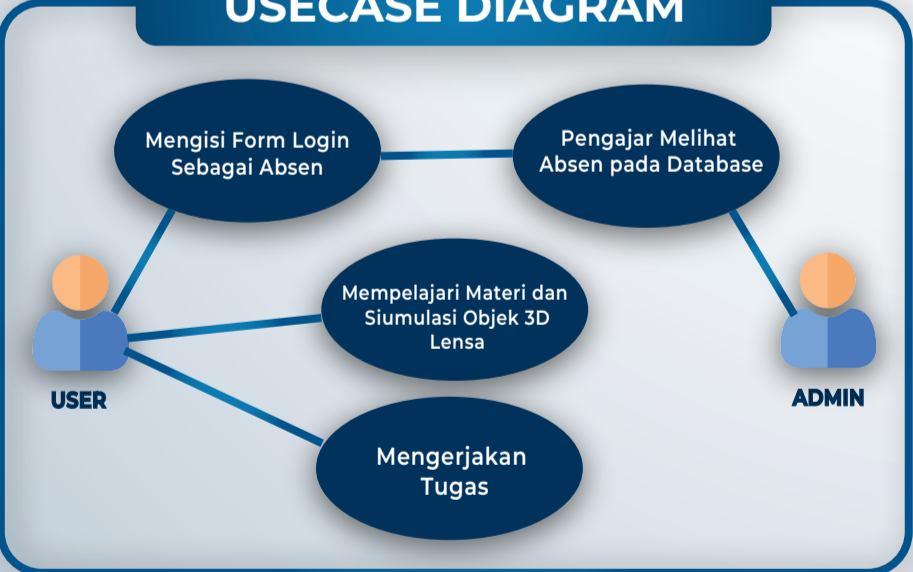 USECASE DIAGRAM
Mengisi Form Login
Sebagai Absen
Pengajar Melihat
Absen pada Database
Mempelajari Materi dan
Siumulasi Objek 3D
Lensa
USER
ADMIN
Mengerjakan
Tugas